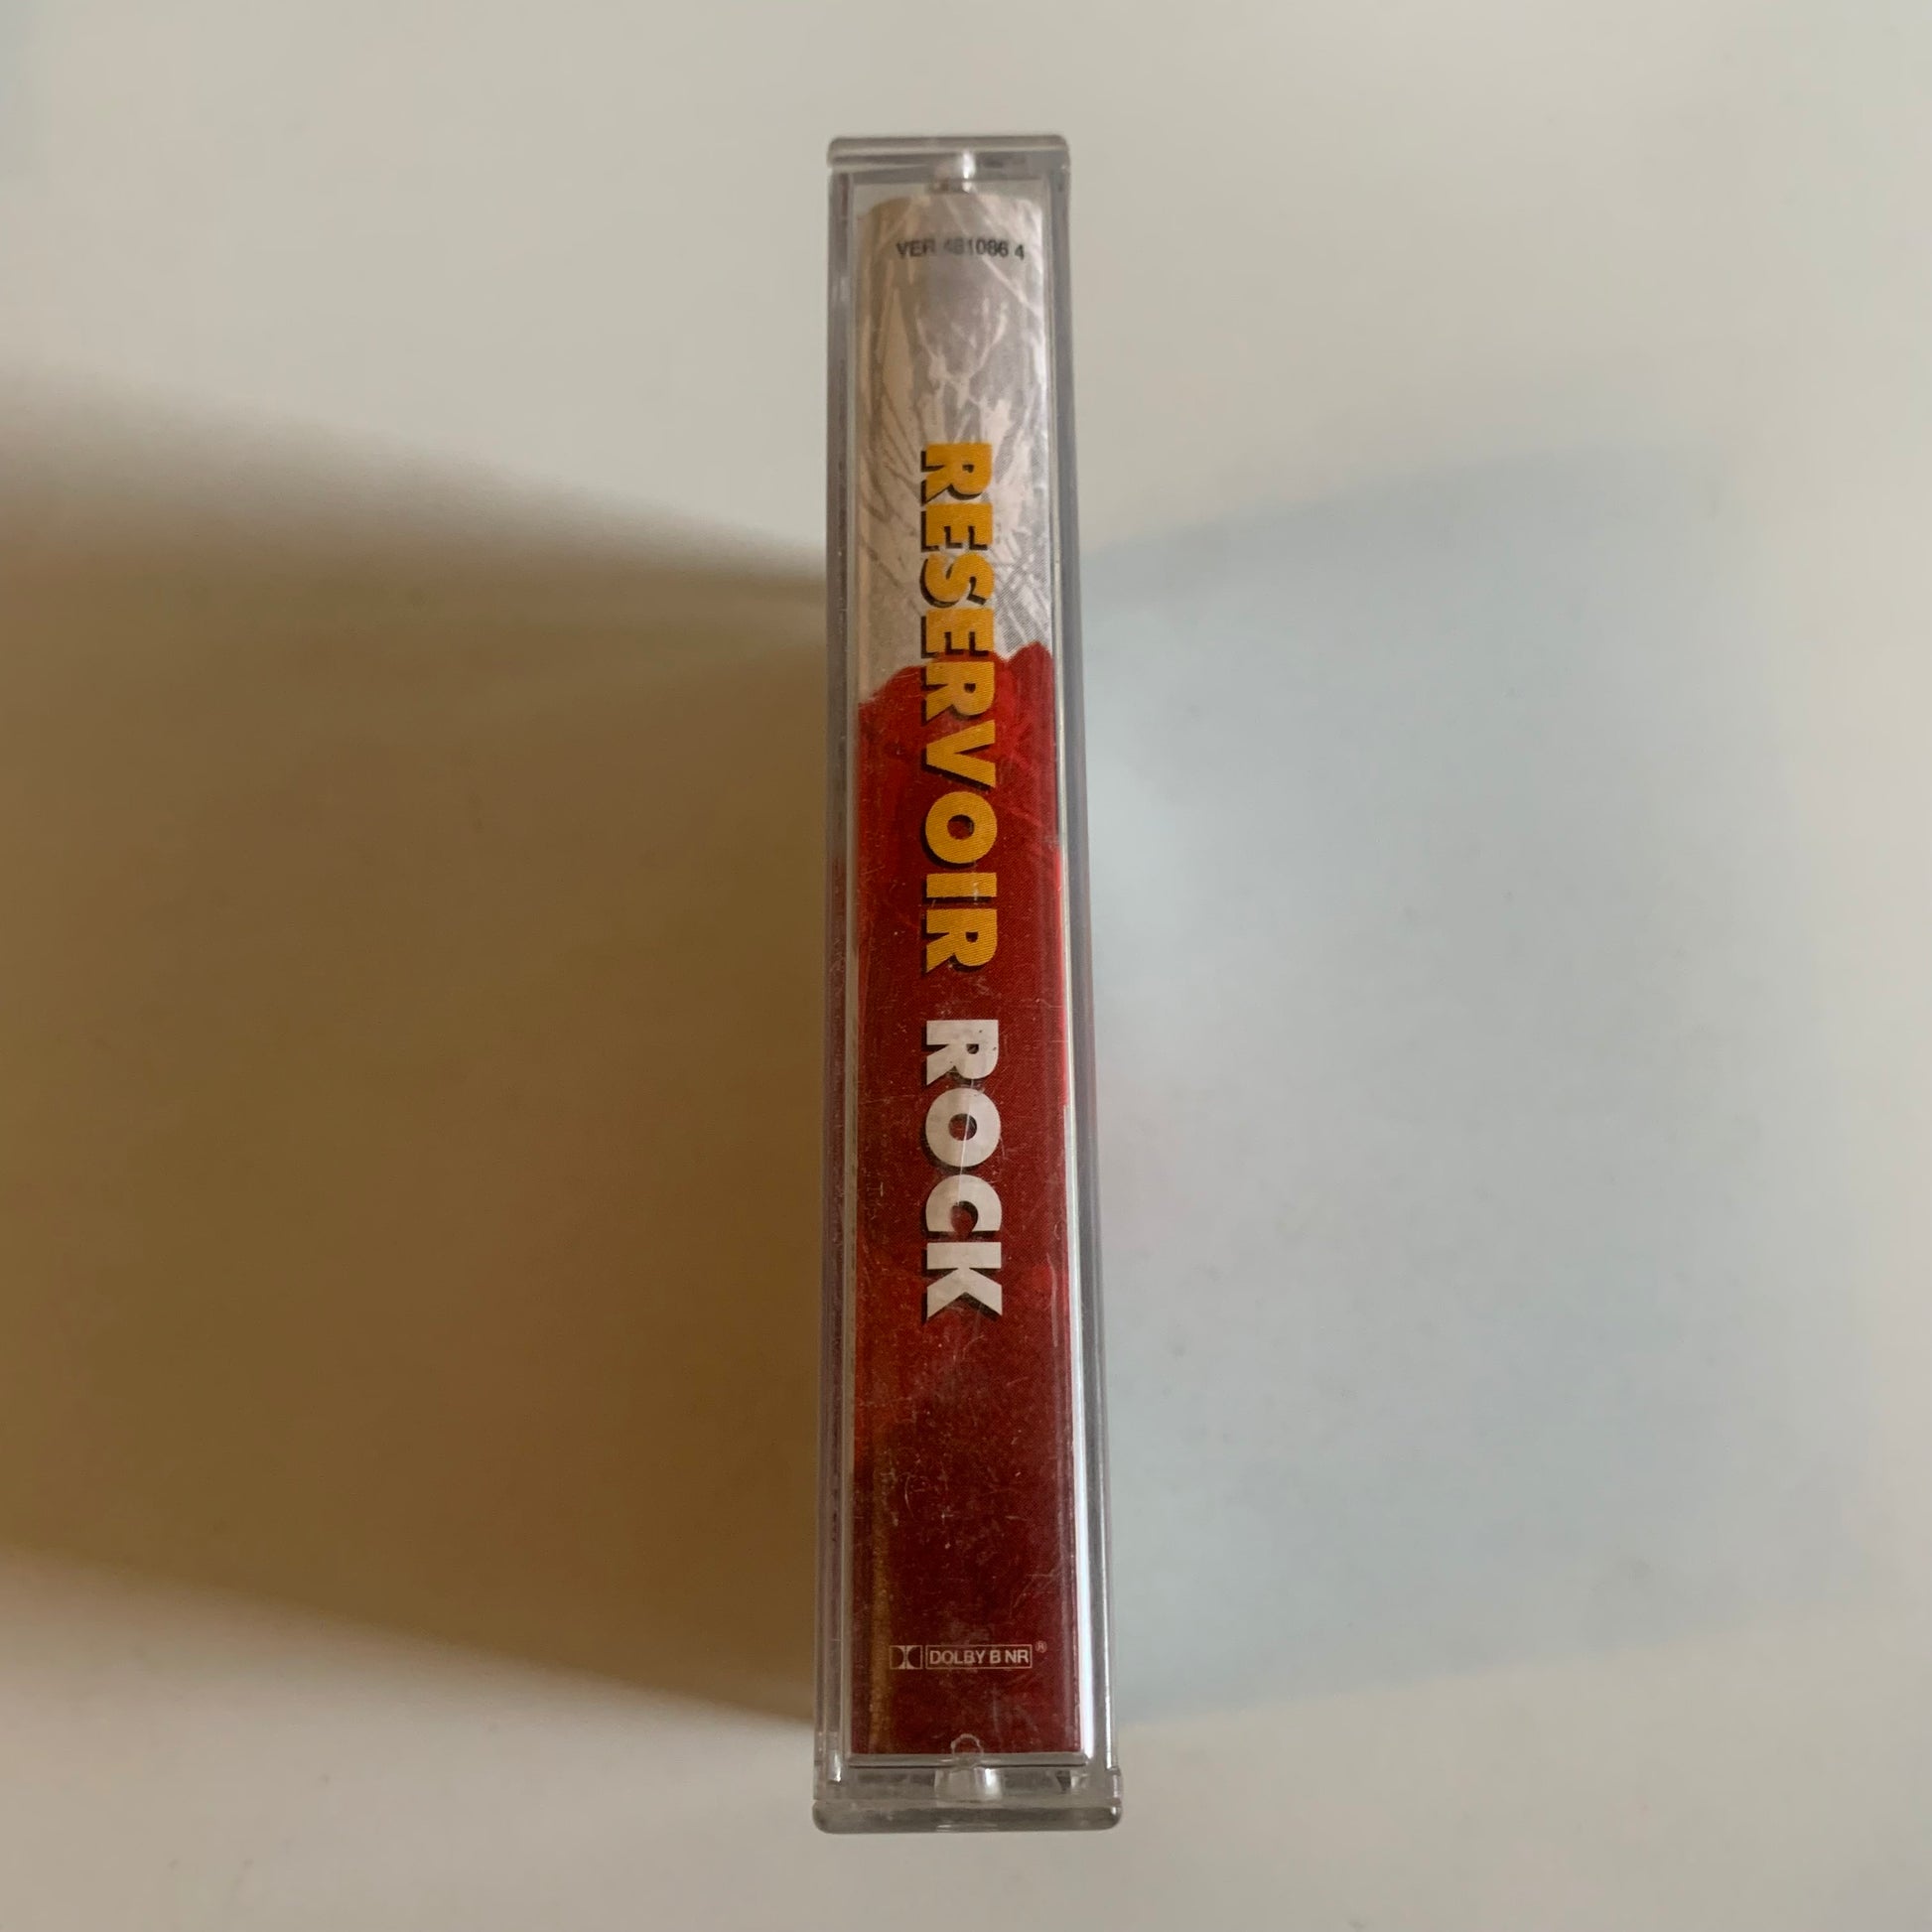 VER 481086 4
RESERVOIR ROCK
DOLBY B NR ®